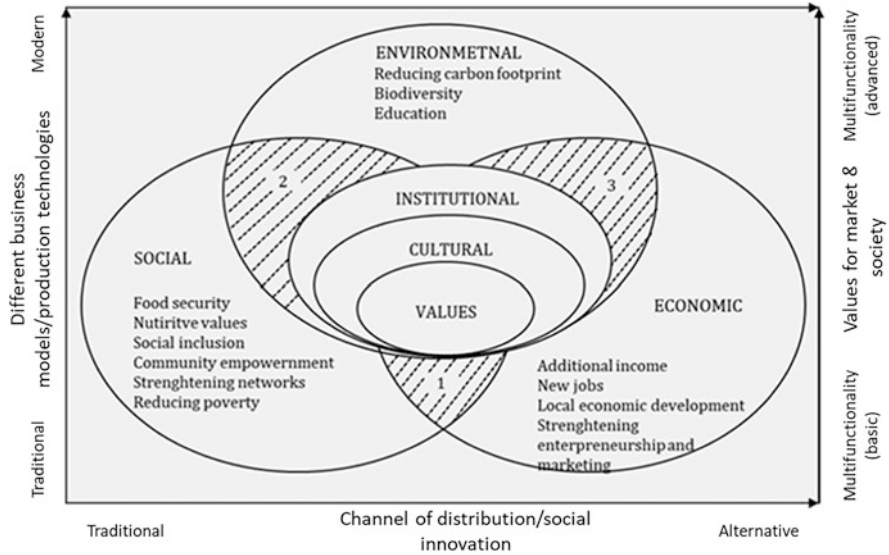 Modern
Different business
models/production technologies
Traditional
ENVIRONMETNAL
Reducing carbon footprint
Biodiversity
Education
2
3
INSTITUTIONAL
CULTURAL
VALUES
SOCIAL
Food security
Nutiritve values
Social inclusion
Community empowernment
Strenghtening networks
Reducing poverty
ECONOMIC
Additional income
New jobs
Local economic development
Strenghtening
enterpreneurship and
marketing
1
Multifunctionality
(advanced)
Values for market &
society
Multifunctionality
(basic)
Traditional
Channel of distribution/social
innovation
Alternative